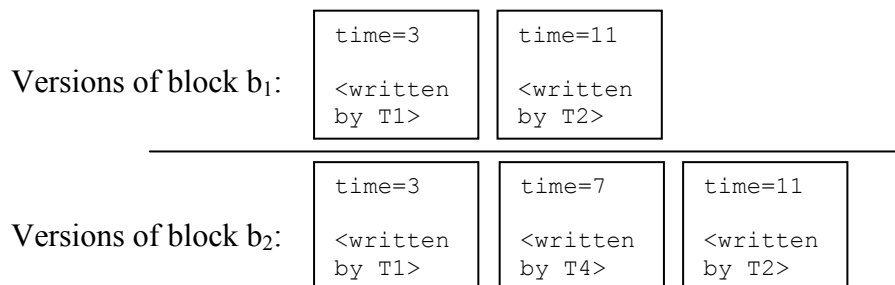 time=3 time=11
Versions of block b₁:
<written <written
by T1> by T2>
time=3 time=7 time=11
Versions of block b₂:
<written <written <written
by T1> by T4> by T2>